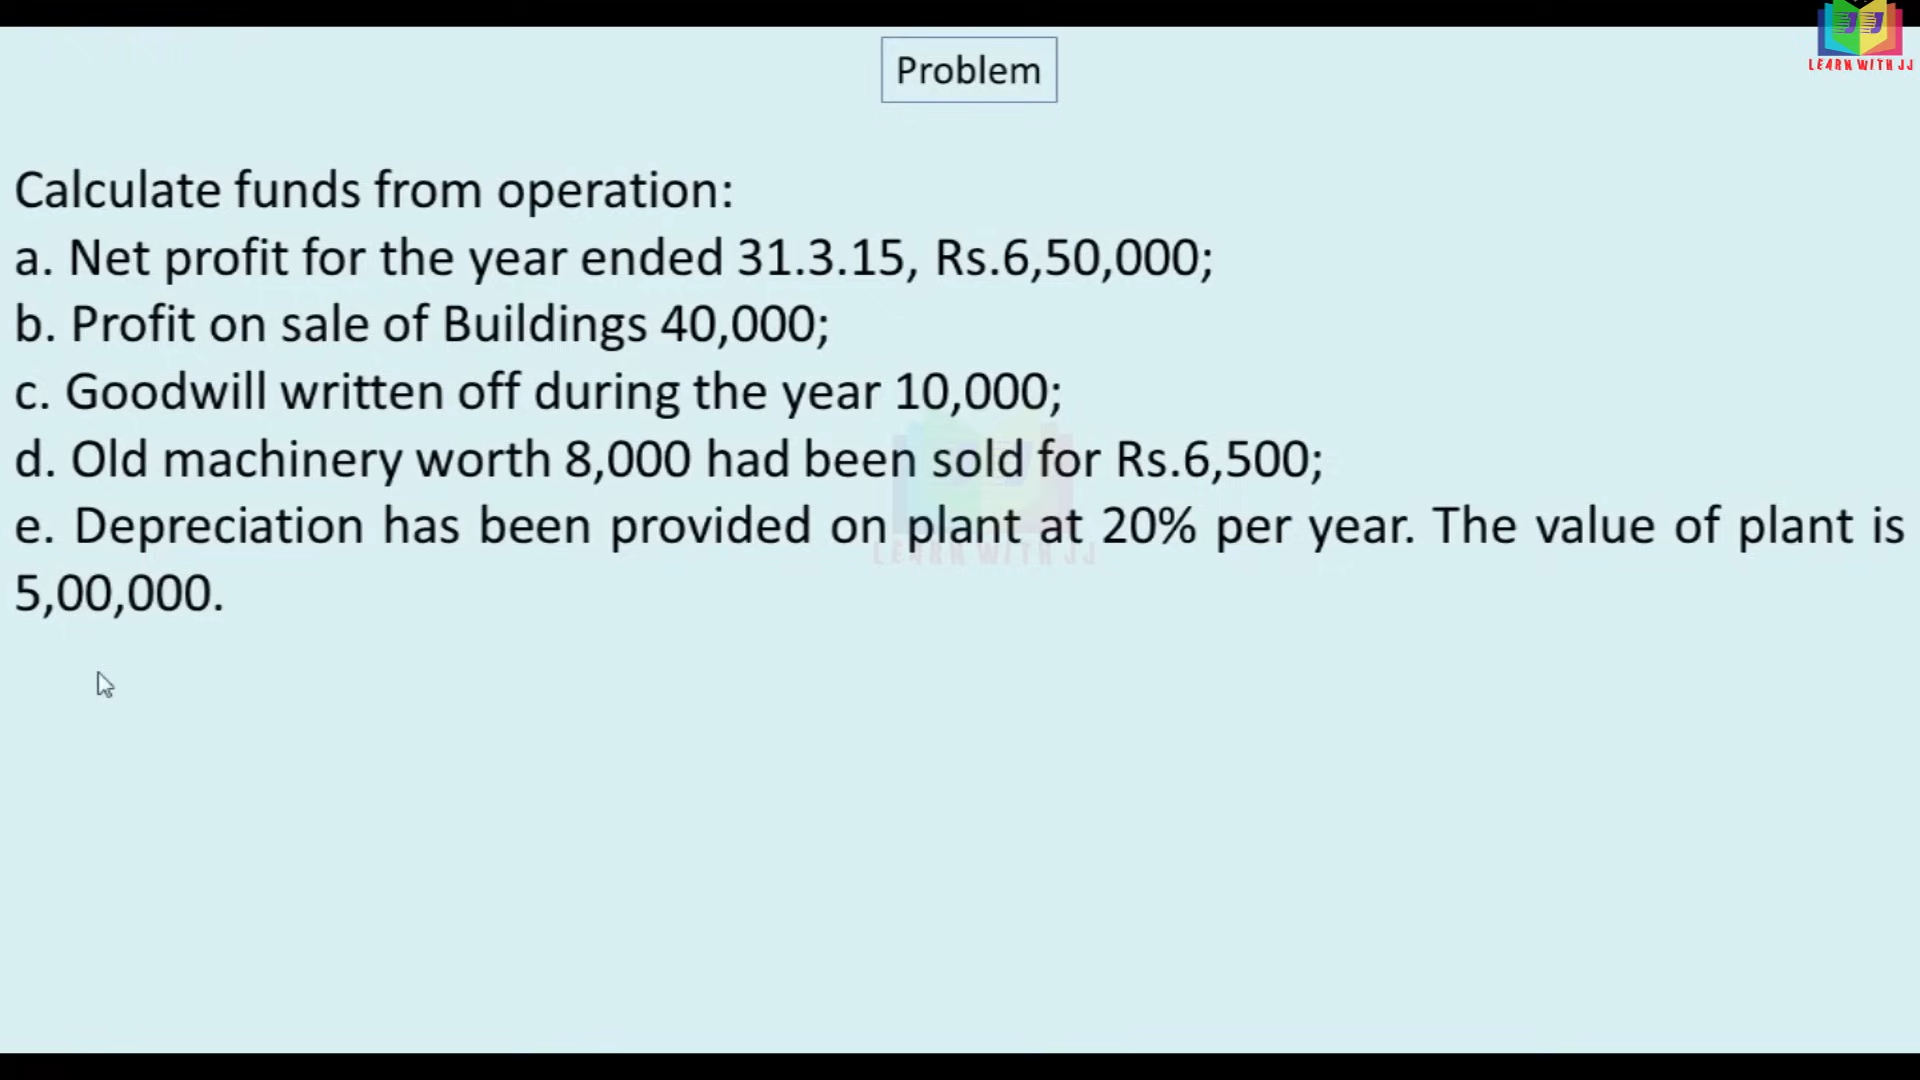 LEARN WITH JJ
Problem
Calculate funds from operation:
a. Net profit for the year ended 31.3.15, Rs.6,50,000;
b. Profit on sale of Buildings 40,000;
c. Goodwill written off during the year 10,000;
d. Old machinery worth 8,000 had been sold for Rs.6,500;
e. Depreciation has been provided on plant at 20% per year. The value of plant is
5,00,000.
LEARN WITH JJ